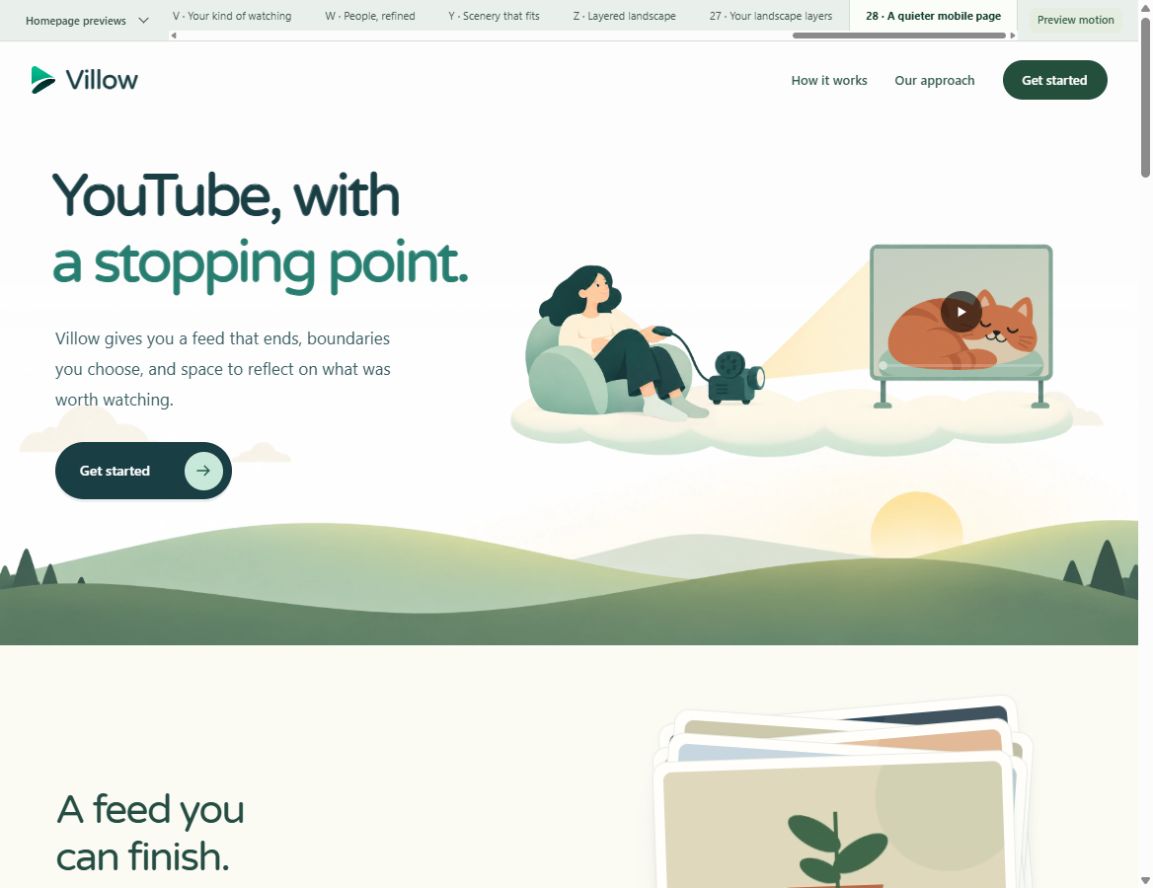 Homepage previews
V · Your kind of watching
W · People, refined
Y · Scenery that fits
Z · Layered landscape
27 · Your landscape layers
28 · A quieter mobile page
Preview motion
Villow
How it works
Our approach
Get started
YouTube, with
a stopping point.
Villow gives you a feed that ends, boundaries
you choose, and space to reflect on what was
worth watching.
Get started
A feed you
can finish.